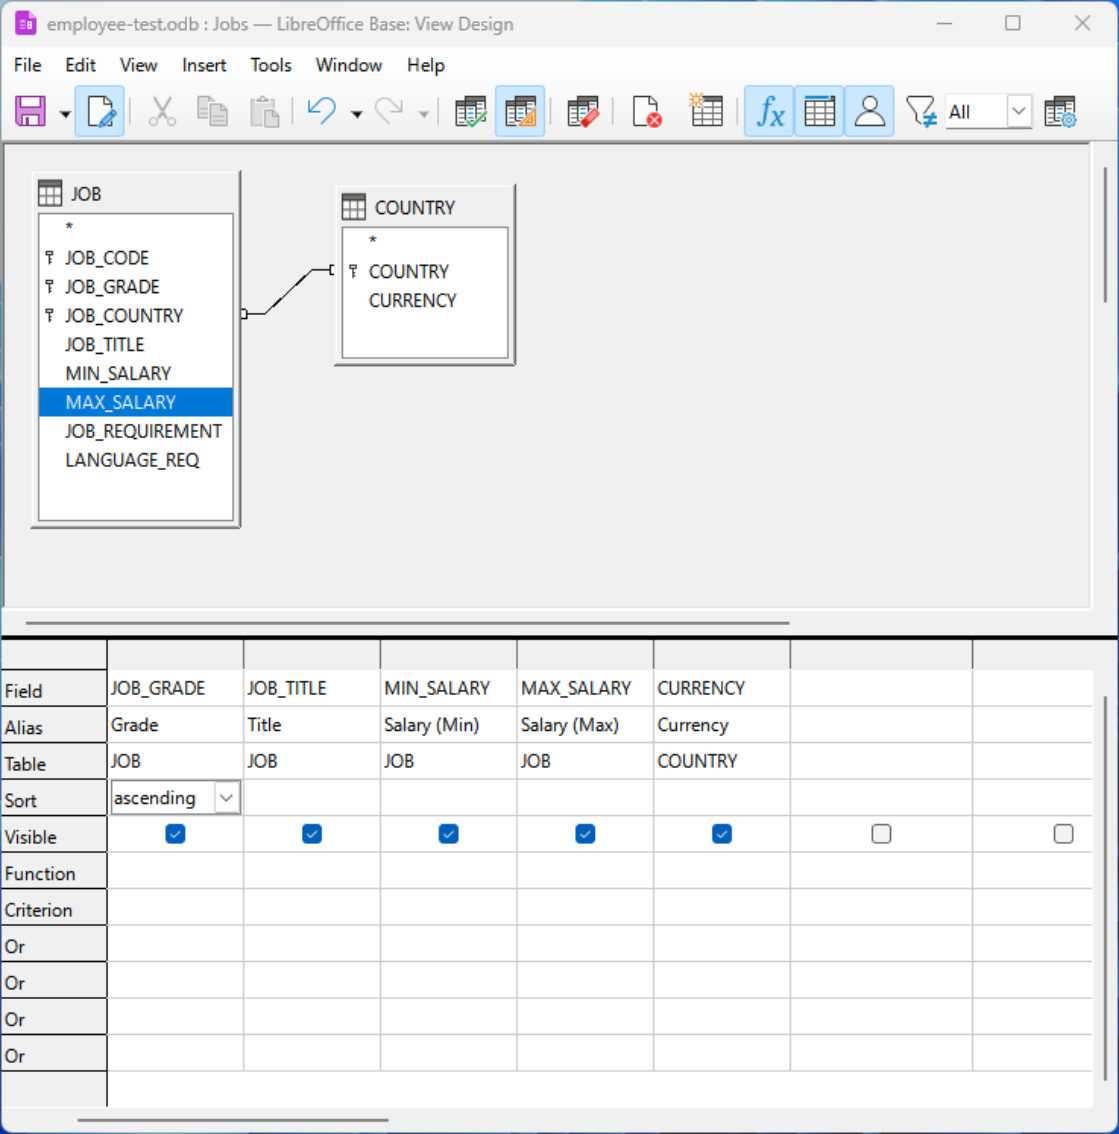 employee-test.odb : Jobs — LibreOffice Base: View Design
File Edit View Insert Tools Window Help
fx All
JOB
*
JOB_CODE
JOB_GRADE
JOB_COUNTRY
JOB_TITLE
MIN_SALARY
MAX_SALARY
JOB_REQUIREMENT
LANGUAGE_REQ
COUNTRY
*
COUNTRY
CURRENCY
Field JOB_GRADE JOB_TITLE MIN_SALARY MAX_SALARY CURRENCY
Alias Grade Title Salary (Min) Salary (Max) Currency
Table JOB JOB JOB JOB COUNTRY
Sort ascending
Visible
Function
Criterion
Or
Or
Or
Or